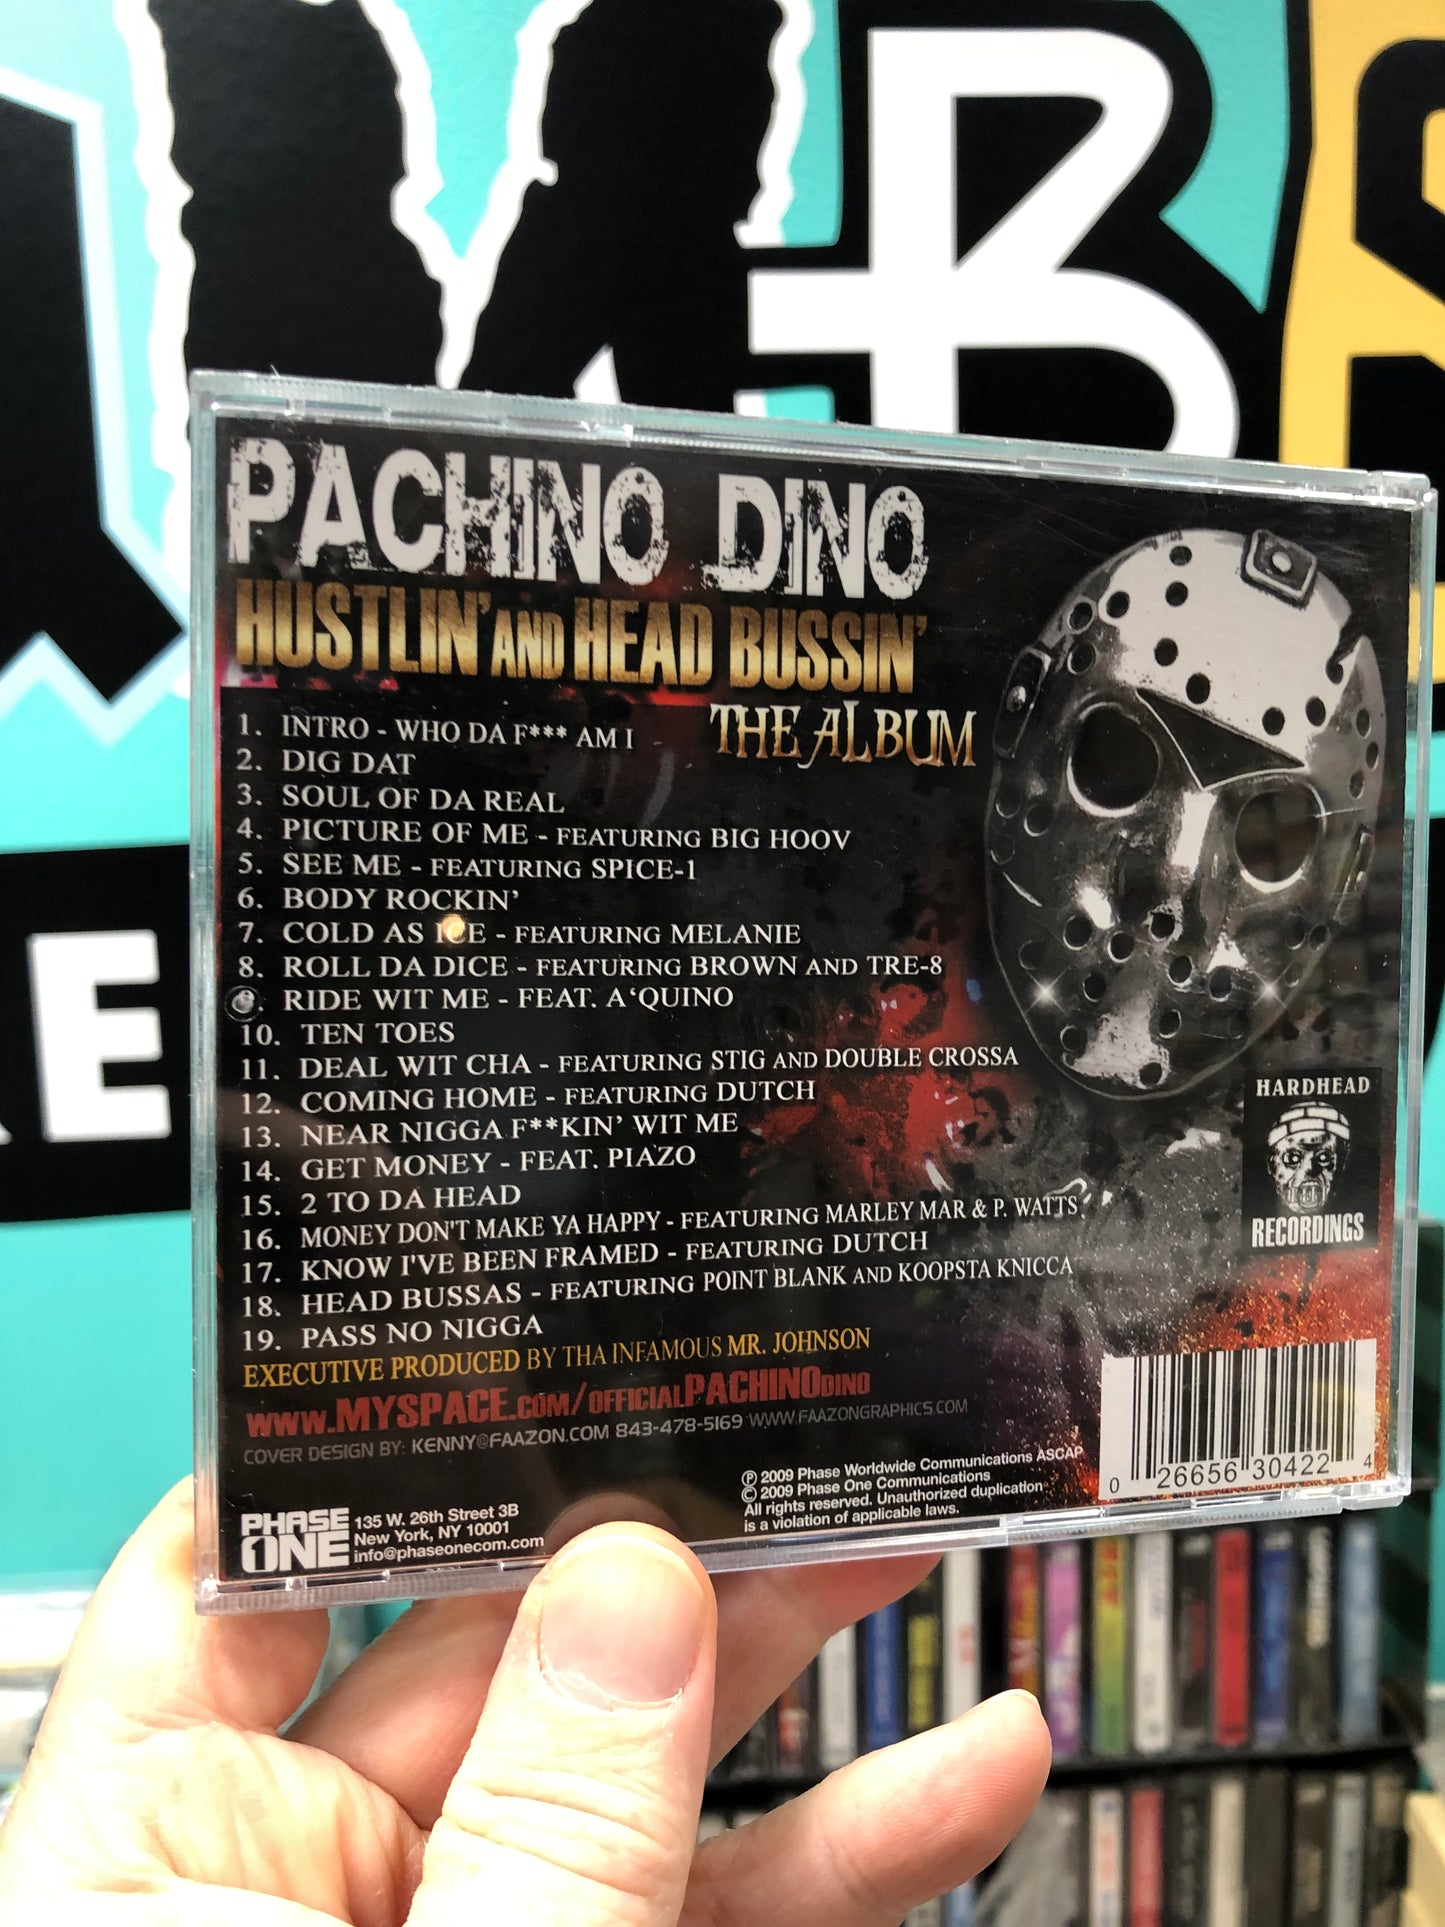 PACHINO DINO
HUSTLIN' AND HEAD BUSSIN'
THE ALBUM
1. INTRO - WHO DA F*** AM I
2. DIG DAT
3. SOUL OF DA REAL
4. PICTURE OF ME - FEATURING BIG HOOV
5. SEE ME - FEATURING SPICE-1
6. BODY ROCKIN'
7. COLD AS ICE - FEATURING MELANIE
8. ROLL DA DICE - FEATURING BROWN AND TRE-8
9. RIDE WIT ME - FEAT. A‘QUINO
10. TEN TOES
11. DEAL WIT CHA - FEATURING STIG AND DOUBLE CROSSA
12. COMING HOME - FEATURING DUTCH
13. NEAR NIGGA F**KIN' WIT ME
14. GET MONEY - FEAT. PIAZO
15. 2 TO DA HEAD
16. MONEY DON'T MAKE YA HAPPY - FEATURING MARLEY MAR & P. WATTS
17. KNOW I'VE BEEN FRAMED - FEATURING DUTCH
18. HEAD BUSSAS - FEATURING POINT BLANK AND KOOPSTA KNICCA
19. PASS NO NIGGA
EXECUTIVE PRODUCED BY THA INFAMOUS MR. JOHNSON
WWW.MYSPACE.COM/OFFICIALPACHINODINO
COVER DESIGN BY: KENNY@FAAZON.COM 843-478-5169 WWW.FAAZONGRAPHICS.COM
HARDHEAD
RECORDINGS
PHASE
ONE
135 W. 26th Street 3B
New York, NY 10001
info@phaseonecom.com
℗ 2009 Phase Worldwide Communications ASCAP
© 2009 Phase One Communications
All rights reserved. Unauthorized duplication
is a violation of applicable laws.
0 26656 30422 4